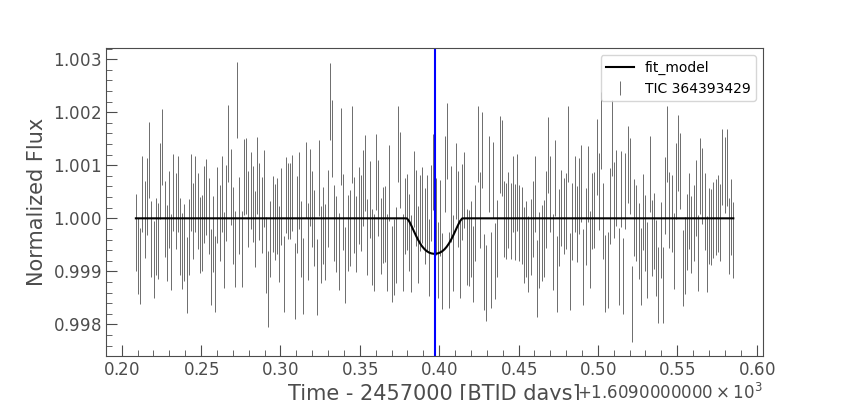 fit_model
TIC 364393429
1.003
1.002
1.001
1.000
0.999
0.998
Normalized Flux
0.20 0.25 0.30 0.35 0.40 0.45 0.50 0.55 0.60
Time - 2457000 [BTJD days]
+1.6090000000 × 10³